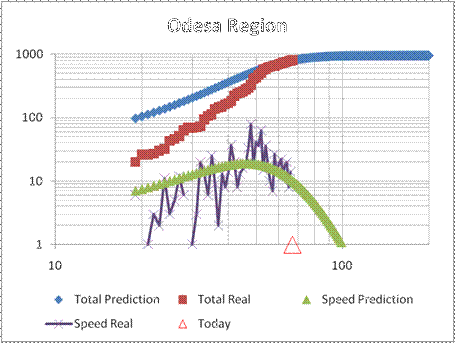 Odesa Region
1000
100
10
1
10
100
Total Prediction
Total Real
Speed Prediction
Speed Real
Today